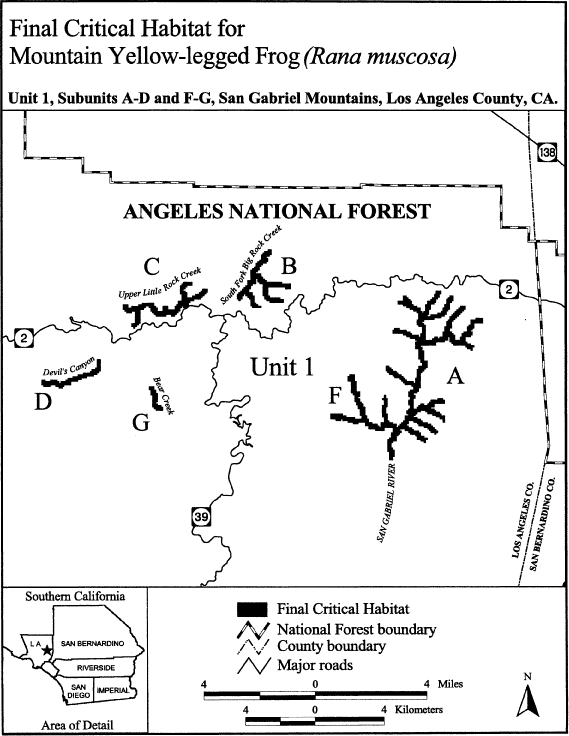 Final Critical Habitat for
Mountain Yellow-legged Frog (Rana muscosa)
Unit 1, Subunits A-D and F-G, San Gabriel Mountains, Los Angeles County, CA.
138
ANGELES NATIONAL FOREST
C
Upper Little Rock Creek
South Fork Big Rock Creek
B
2
2
Devil's Canyon
D
Bear Creek
G
Unit 1
A
F
SAN GABRIEL RIVER
39
LOS ANGELES CO.
SAN BERNARDINO CO.
Southern California
L A
SAN BERNARDINO
RIVERSIDE
SAN DIEGO
IMPERIAL
Area of Detail
Final Critical Habitat
National Forest boundary
County boundary
Major roads
4 0 4 Miles
4 0 4 Kilometers
N